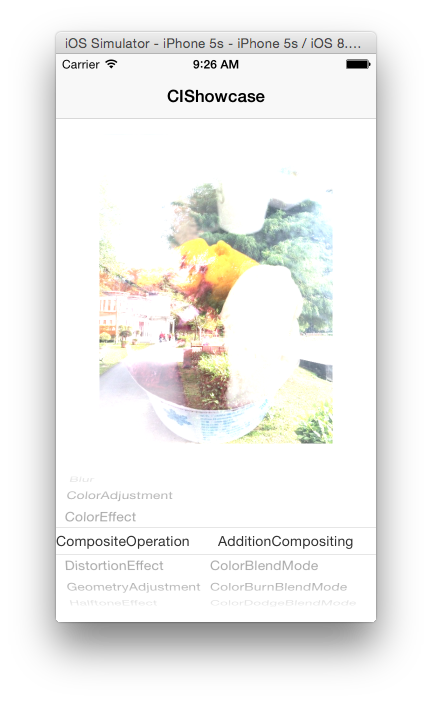 iOS Simulator - iPhone 5s - iPhone 5s / iOS 8....
Carrier 9:26 AM
CIShowcase
Blur
ColorAdjustment
ColorEffect
CompositeOperation AdditionCompositing
DistortionEffect ColorBlendMode
GeometryAdjustment ColorBurnBlendMode
HalftoneEffect ColorDodgeBlendMode